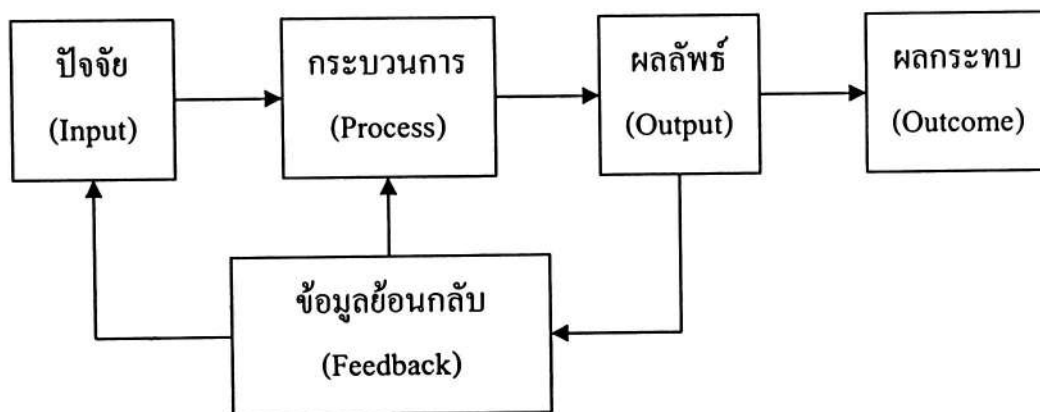 ปัจจัย
(Input)
กระบวนการ
(Process)
ผลลัพธ์
(Output)
ผลกระทบ
(Outcome)
ข้อมูลย้อนกลับ
(Feedback)